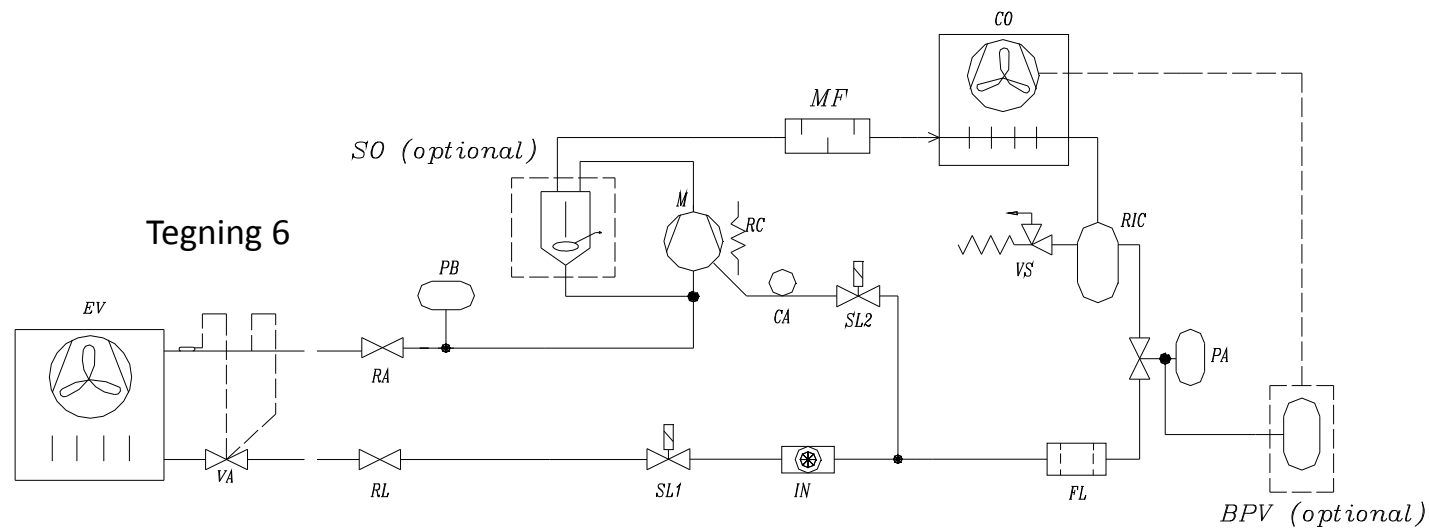 CO
MF
SO (optional)
M
RC
RIC
Tegning 6
VS
PB
EV
CA
SL2
RA
PA
VA
RL
SL1
IN
FL
BPV (optional)